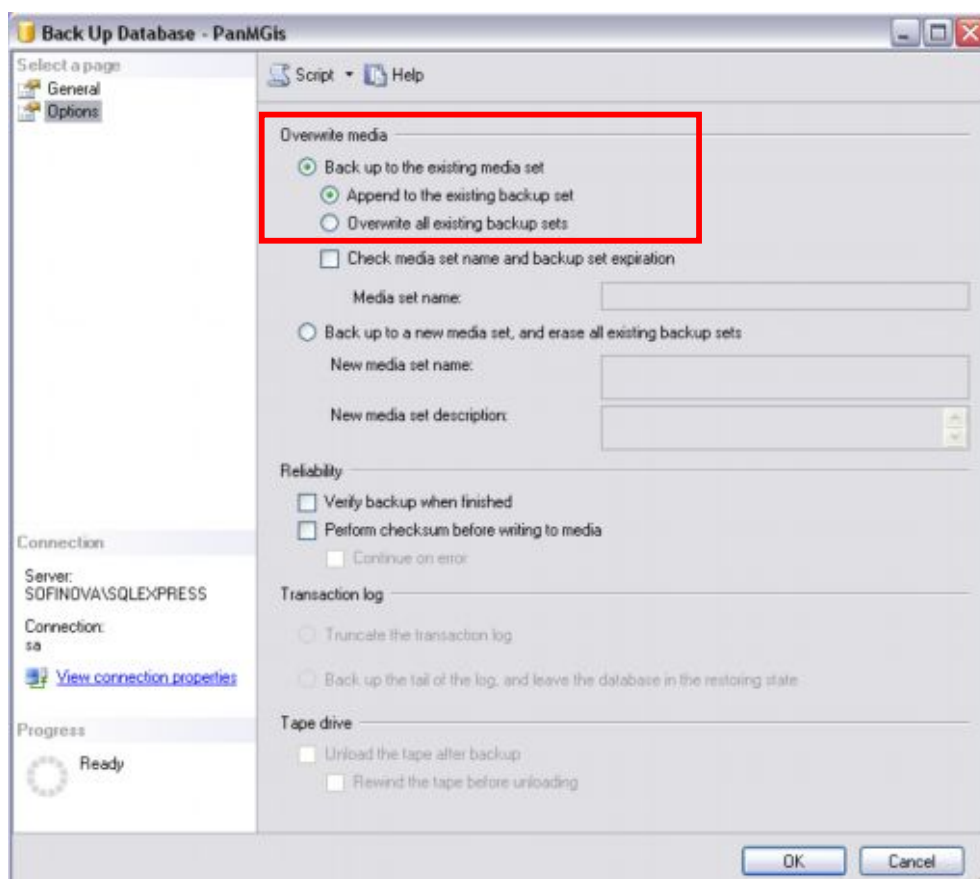 Back Up Database - PanMGis
Select a page
General
Options
Script
Help
Overwrite media
Back up to the existing media set
Append to the existing backup set
Overwrite all existing backup sets
Check media set name and backup set expiration
Media set name:
Back up to a new media set, and erase all existing backup sets
New media set name:
New media set description:
Reliability
Verify backup when finished
Perform checksum before writing to media
Continue on error
Transaction log
Truncate the transaction log
Back up the tail of the log, and leave the database in the restoring state
Tape drive
Unload the tape after backup
Rewind the tape before unloading
Connection
Server:
SOFINOVA\SQLEXPRESS
Connection:
sa
View connection properties
Progress
Ready
OK
Cancel